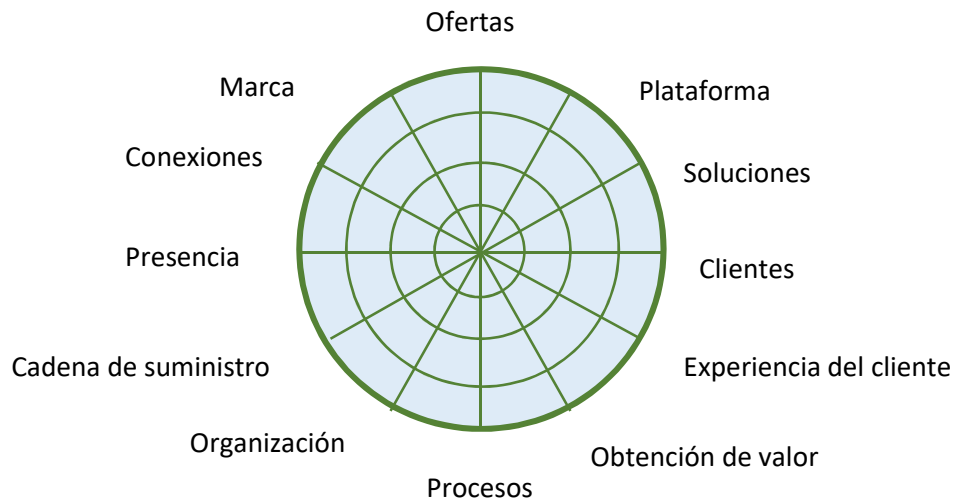 Ofertas
Marca
Plataforma
Conexiones
Soluciones
Presencia
Clientes
Cadena de suministro
Experiencia del cliente
Organización
Obtención de valor
Procesos